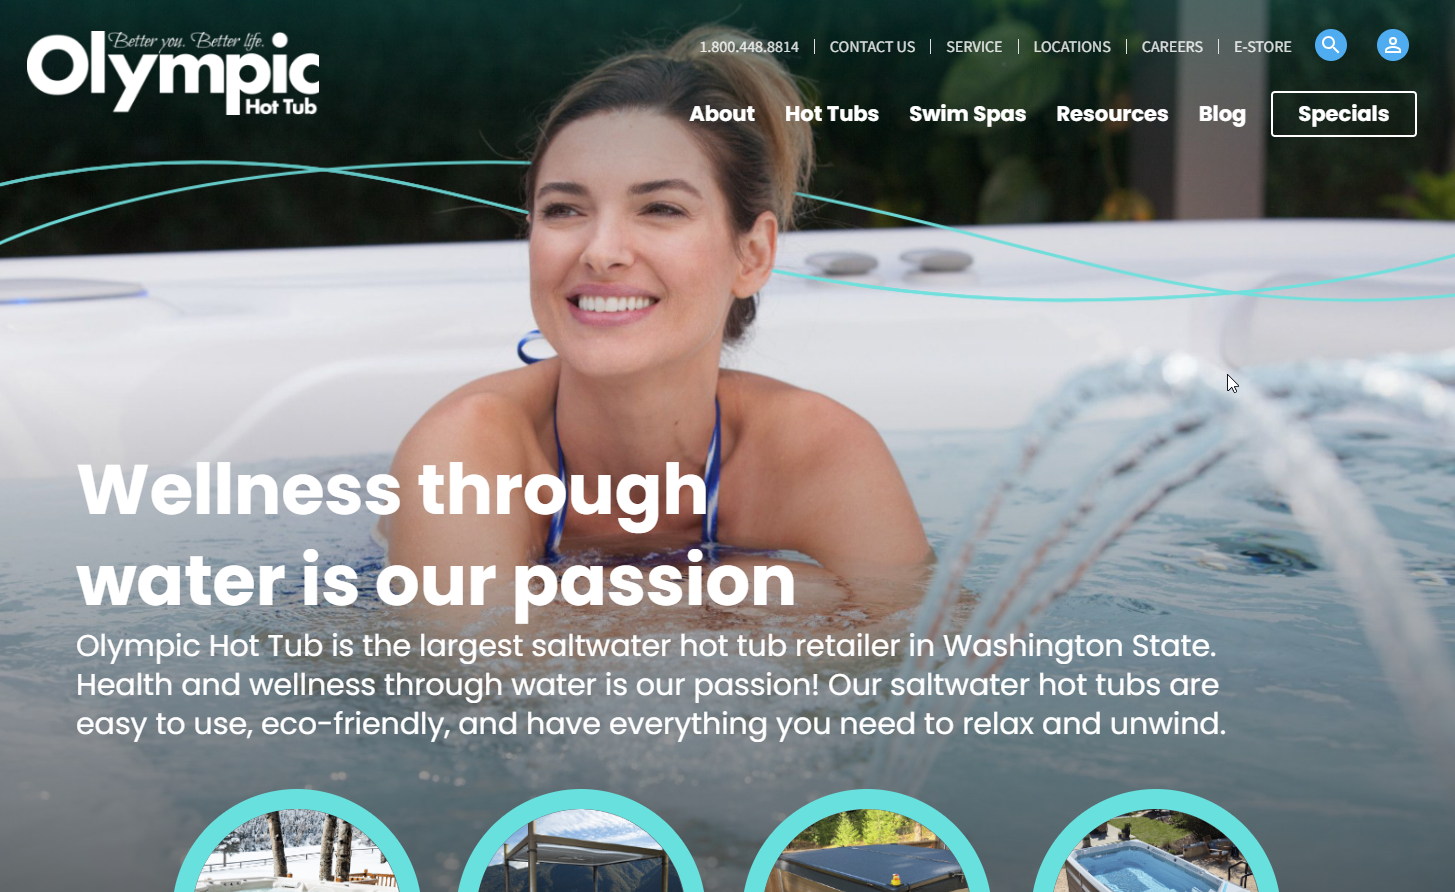 Better you. Better life.
Olympic
Hot Tub
1.800.448.8814
CONTACT US
SERVICE
LOCATIONS
CAREERS
E-STORE
About
Hot Tubs
Swim Spas
Resources
Blog
Specials
Wellness through
water is our passion
Olympic Hot Tub is the largest saltwater hot tub retailer in Washington State.
Health and wellness through water is our passion! Our saltwater hot tubs are
easy to use, eco-friendly, and have everything you need to relax and unwind.